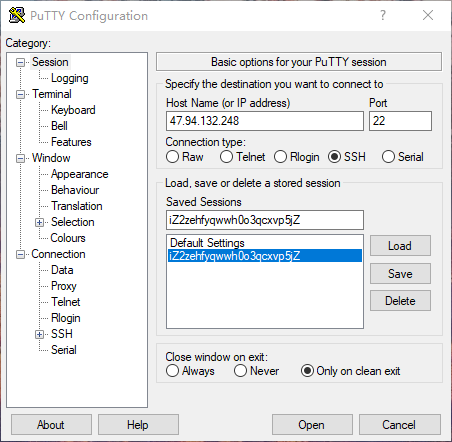 PuTTY Configuration
?
Category:
Session
Logging
Terminal
Keyboard
Bell
Features
Window
Appearance
Behaviour
Translation
Selection
Colours
Connection
Data
Proxy
Telnet
Rlogin
SSH
Serial
Basic options for your PuTTY session
Specify the destination you want to connect to
Host Name (or IP address) Port
47.94.132.248 22
Connection type:
Raw Telnet Rlogin SSH Serial
Load, save or delete a stored session
Saved Sessions
iZ2zehfyqwwh0o3qcxvp5jZ
Default Settings
iZ2zehfyqwwh0o3qcxvp5jZ
Load
Save
Delete
Close window on exit:
Always Never Only on clean exit
About Help Open Cancel